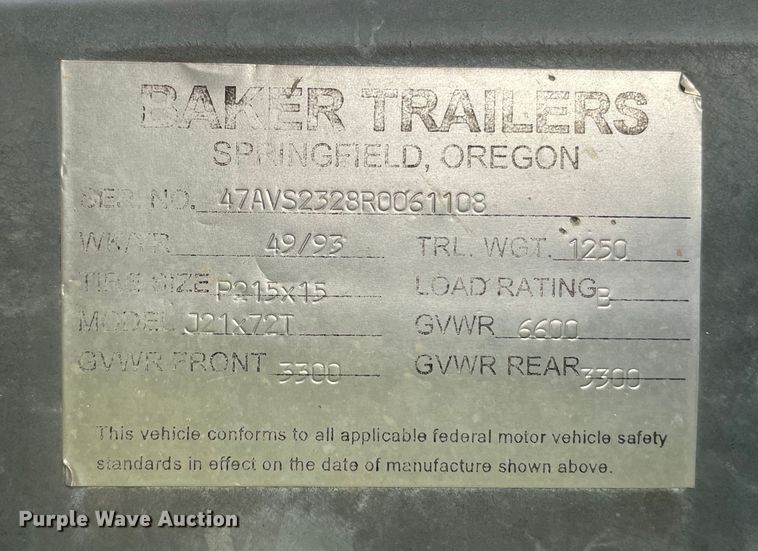 BAKER TRAILERS
SPRINGFIELD, OREGON
SER. NO. 47AVS2328R0061108
WK/YR 49/93 TRL. WGT. 1250
TIRE SIZE P215x15 LOAD RATING B
MODEL J21x72T GVWR 6600
GVWR FRONT 3300 GVWR REAR 3300
This vehicle conforms to all applicable federal motor vehicle safety
standards in effect on the date of manufacture shown above.
Purple Wave Auction